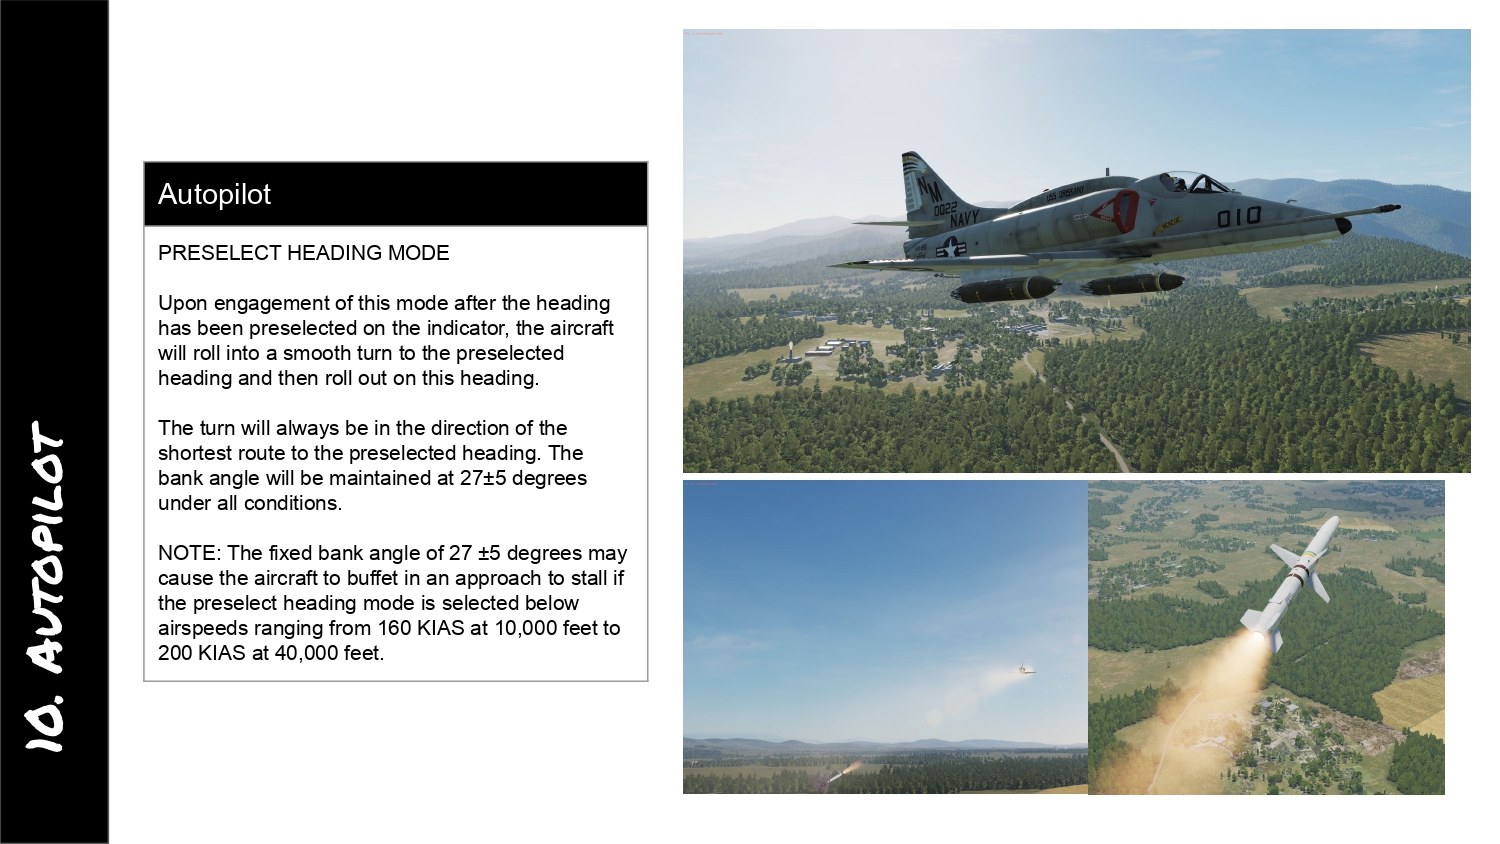 10. AUTOPILOT
Autopilot
PRESELECT HEADING MODE
Upon engagement of this mode after the heading
has been preselected on the indicator, the aircraft
will roll into a smooth turn to the preselected
heading and then roll out on this heading.
The turn will always be in the direction of the
shortest route to the preselected heading. The
bank angle will be maintained at 27±5 degrees
under all conditions.
NOTE: The fixed bank angle of 27 ±5 degrees may
cause the aircraft to buffet in an approach to stall if
the preselect heading mode is selected below
airspeeds ranging from 160 KIAS at 10,000 feet to
200 KIAS at 40,000 feet.
NM
0022
NAVY
USS ORISKANY
010